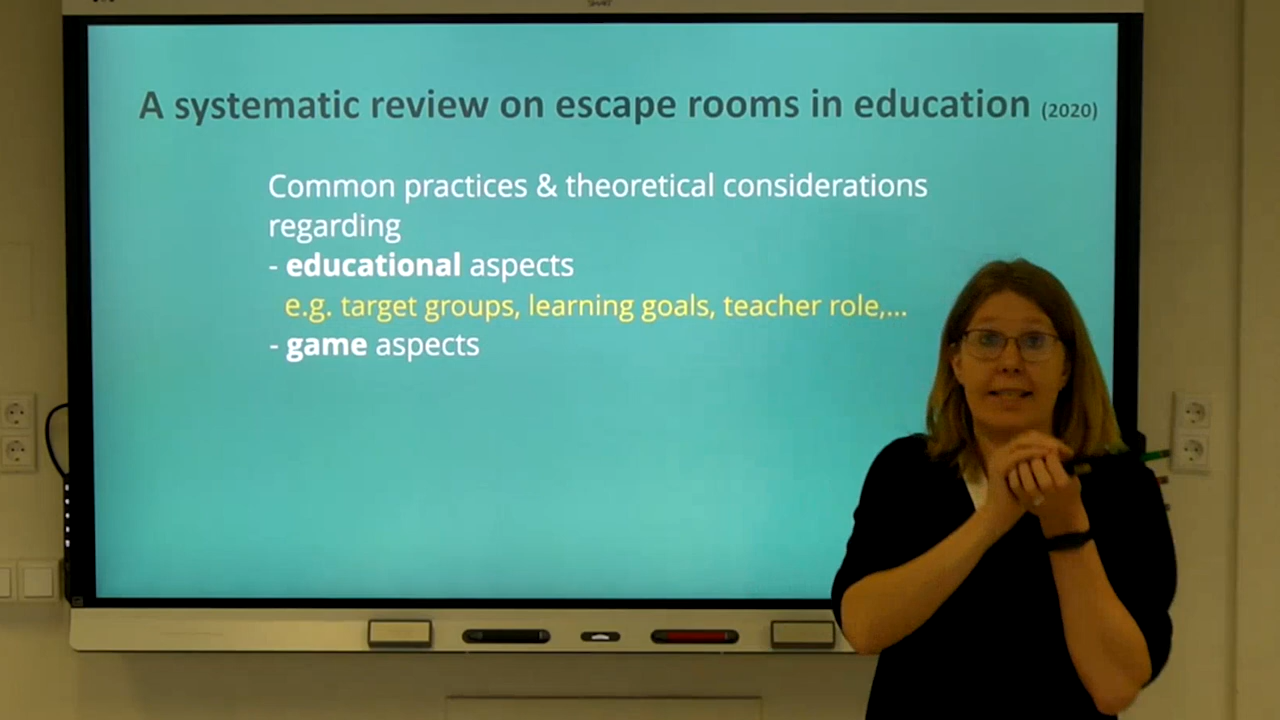 SMART
A systematic review on escape rooms in education (2020)
Common practices & theoretical considerations
regarding
- educational aspects
e.g. target groups, learning goals, teacher role,...
- game aspects